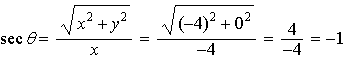 sec θ = √(x² + y²) / x = √((−4)² + 0²) / −4 = 4 / −4 = −1